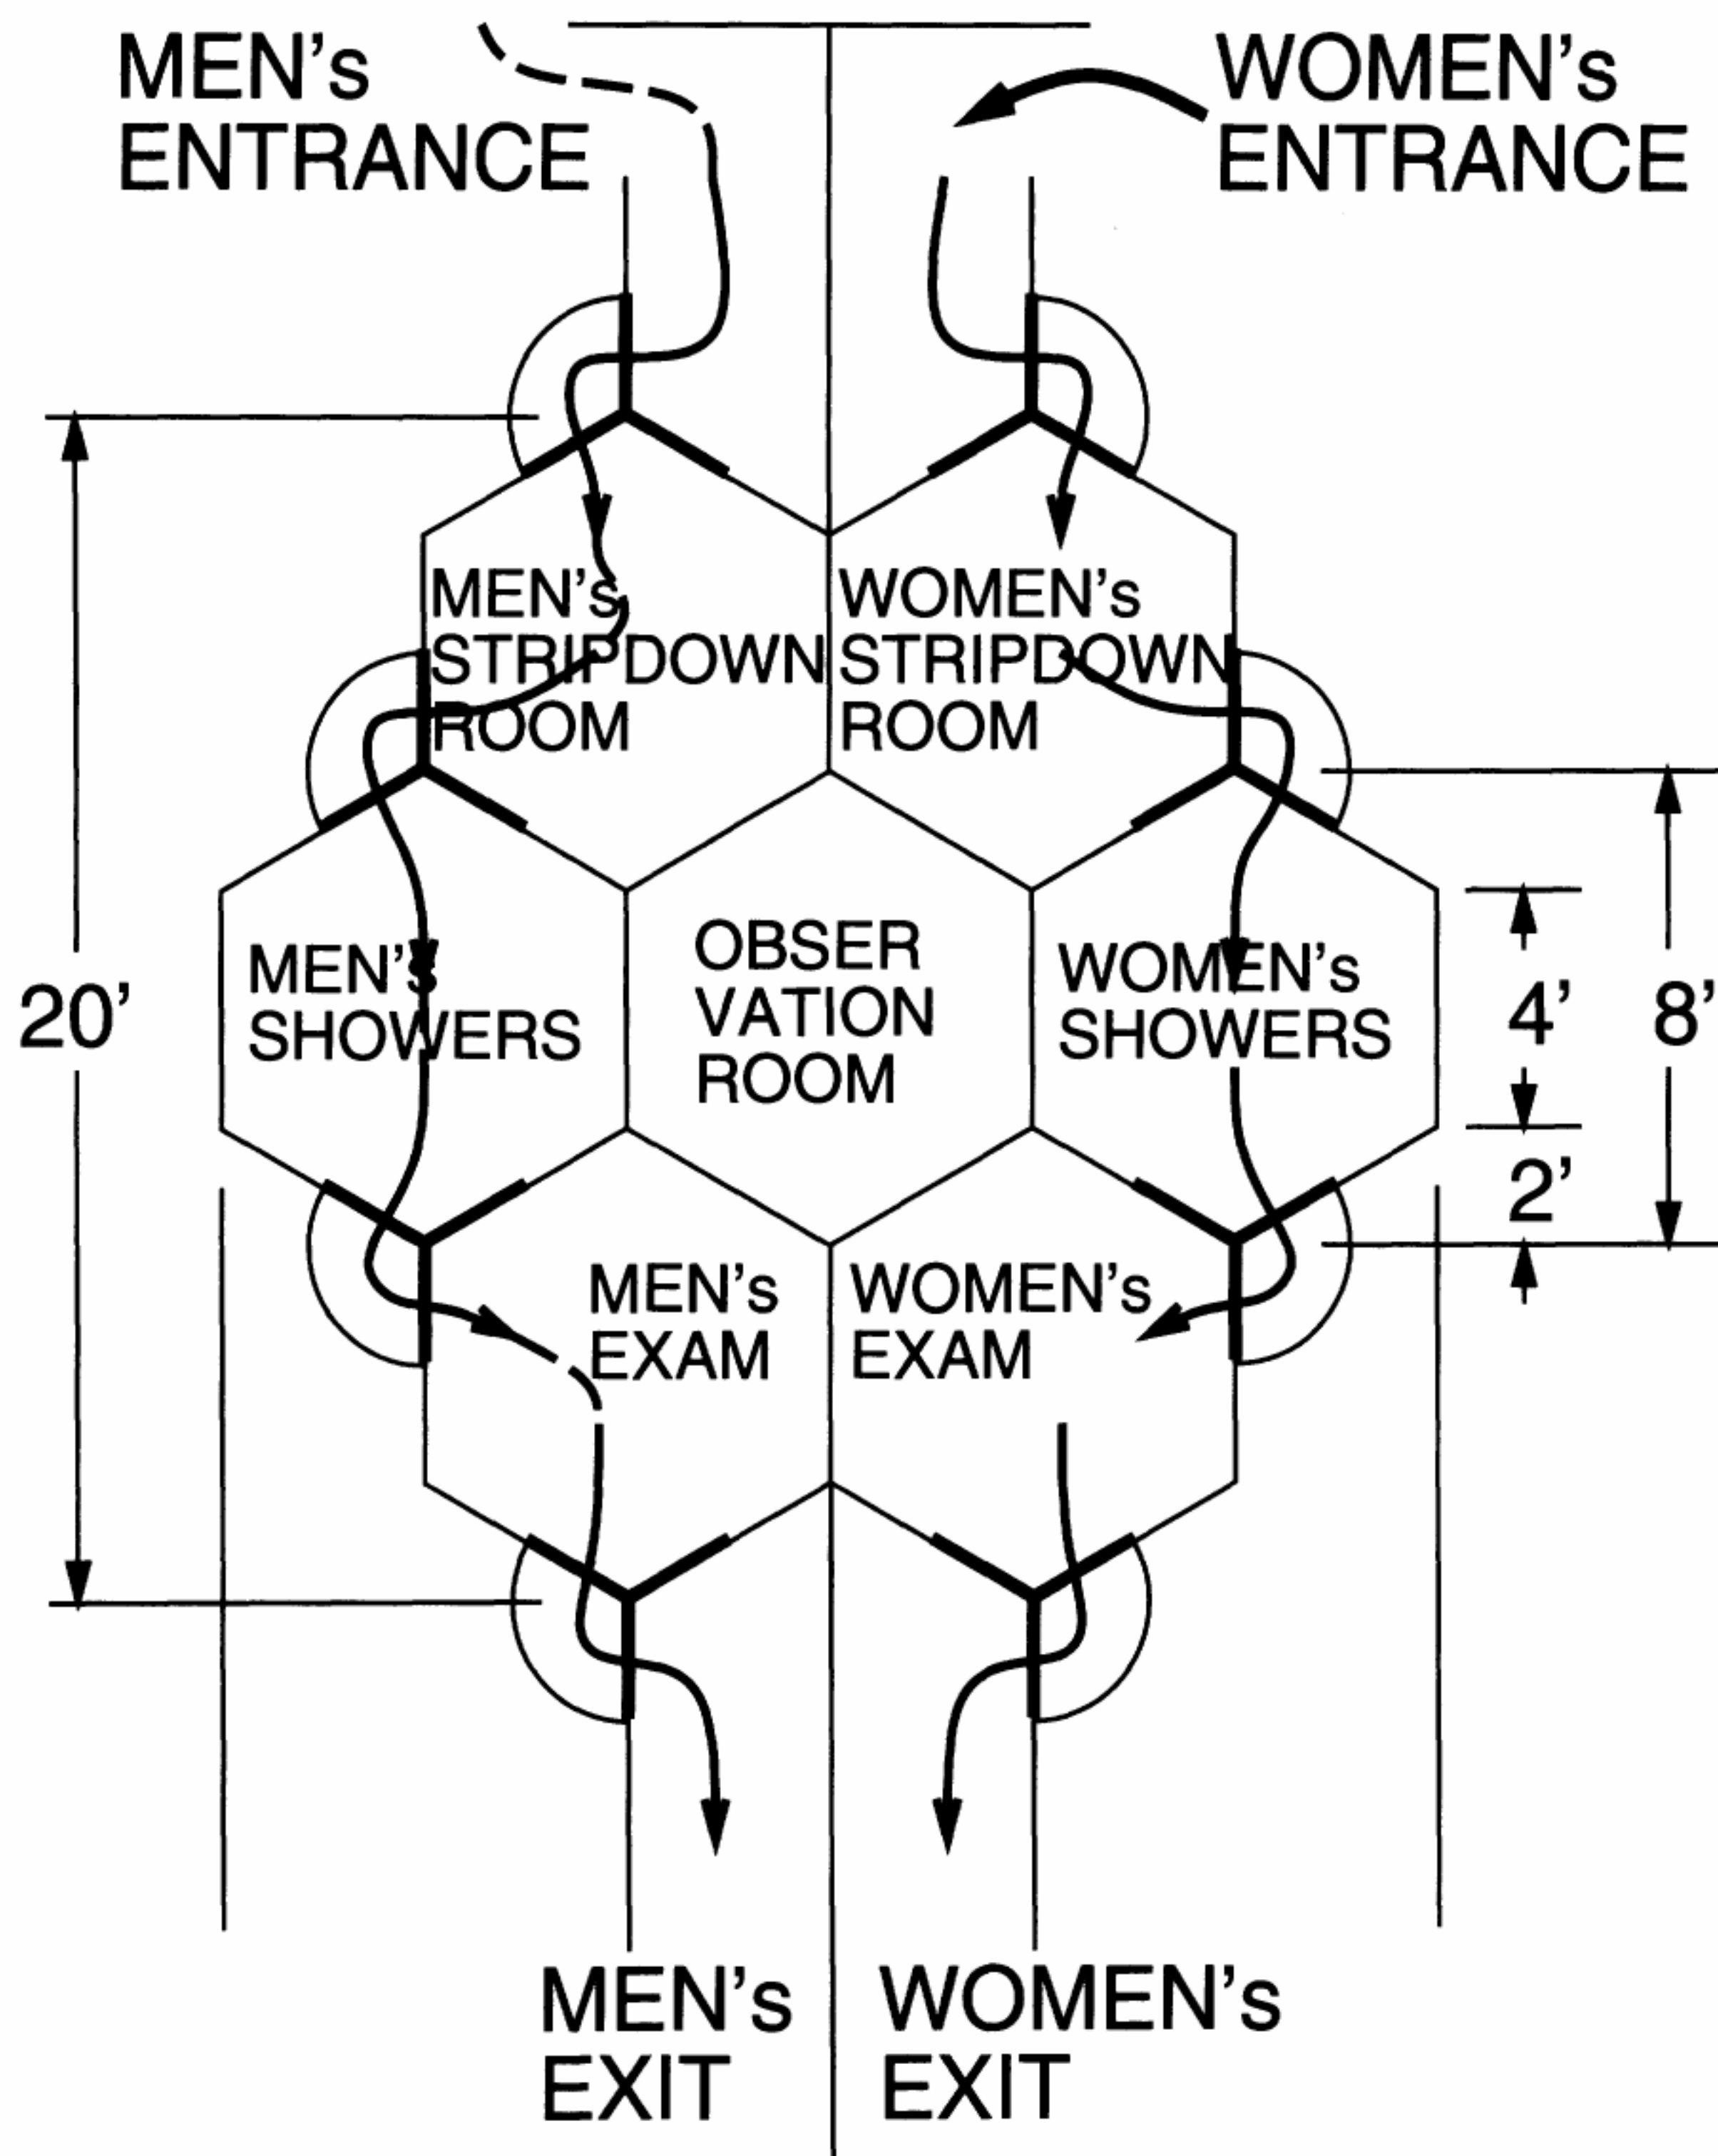 MEN's
ENTRANCE
WOMEN's
ENTRANCE
MEN's
STRIPDOWN
ROOM
WOMEN's
STRIPDOWN
ROOM
MEN's
SHOWERS
OBSER
VATION
ROOM
WOMEN's
SHOWERS
20'
4'
8'
2'
MEN's
EXAM
WOMEN's
EXAM
MEN's
EXIT
WOMEN's
EXIT